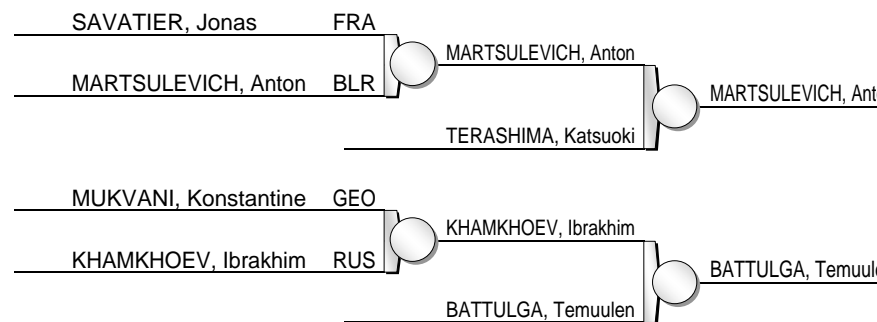 SAVATIER, Jonas FRA
MARTSULEVICH, Anton
MARTSULEVICH, Anton BLR
MARTSULEVICH, Ant
TERASHIMA, Katsuoki
MUKVANI, Konstantine GEO
KHAMKHOEV, Ibrakhim
KHAMKHOEV, Ibrakhim RUS
BATTULGA, Temuul
BATTULGA, Temuulen